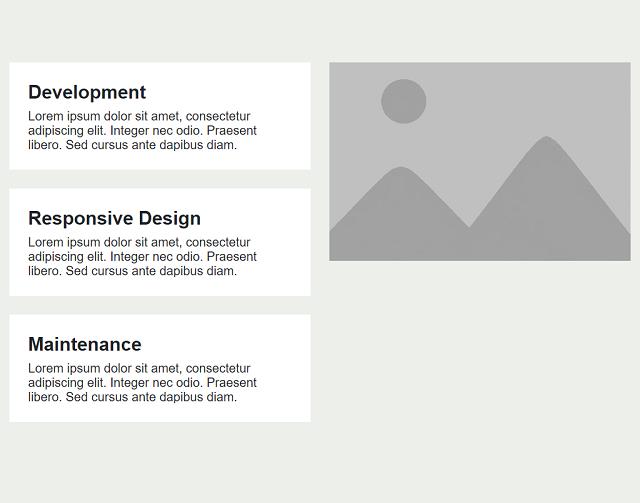 Development
Lorem ipsum dolor sit amet, consectetur
adipiscing elit. Integer nec odio. Praesent
libero. Sed cursus ante dapibus diam.
Responsive Design
Lorem ipsum dolor sit amet, consectetur
adipiscing elit. Integer nec odio. Praesent
libero. Sed cursus ante dapibus diam.
Maintenance
Lorem ipsum dolor sit amet, consectetur
adipiscing elit. Integer nec odio. Praesent
libero. Sed cursus ante dapibus diam.